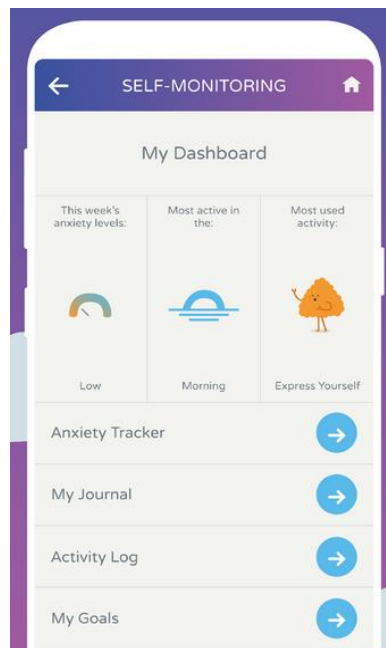 SELF-MONITORING
My Dashboard
This week's
anxiety levels:
Most active in
the:
Most used
activity:
Low
Morning
Express Yourself
Anxiety Tracker
My Journal
Activity Log
My Goals